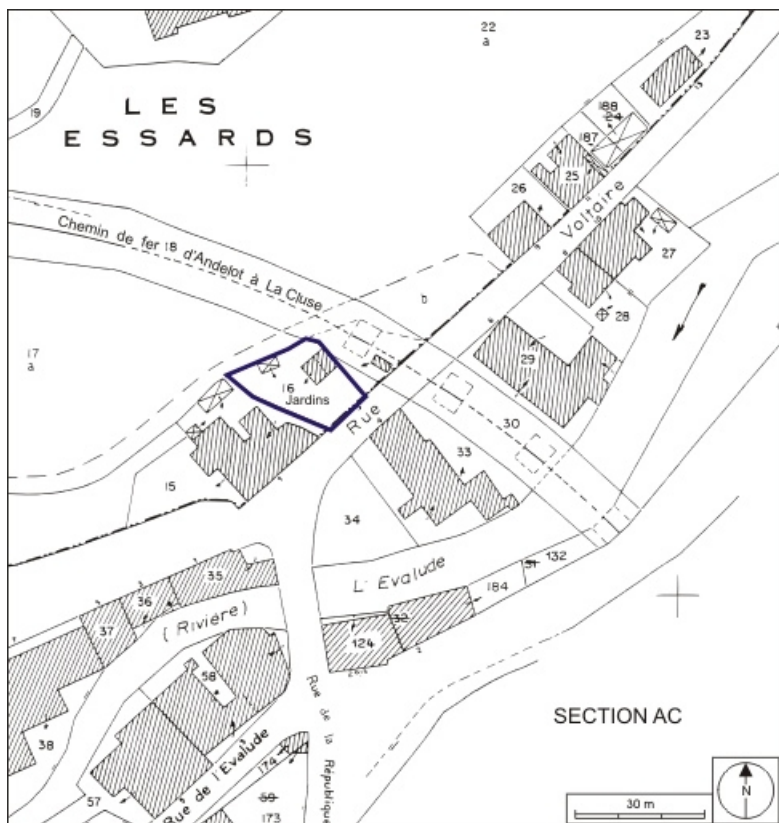 22
a
23
LES
ESSARDS
19
188
24
187
25
26
Voltaire
27
Chemin de fer 18 d'Andelot à La Cluse
b
28
17
a
29
16
Jardins
Rue
30
33
15
34
L'Evalude
31
132
184
35
36
37
(Rivière)
32
124
58
38
Rue de la République
SECTION AC
Rue de l'Evalude
174
59
173
57
30 m
N